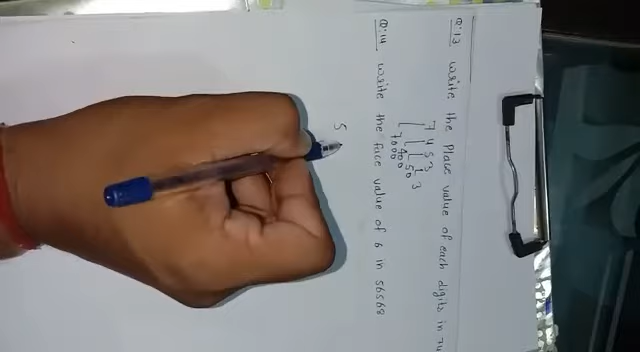 Q:13 write the Place value of each digits in 74
7 4 5 3
3
50
400
7000
Q:14 write the face value of 6 in 56568
5